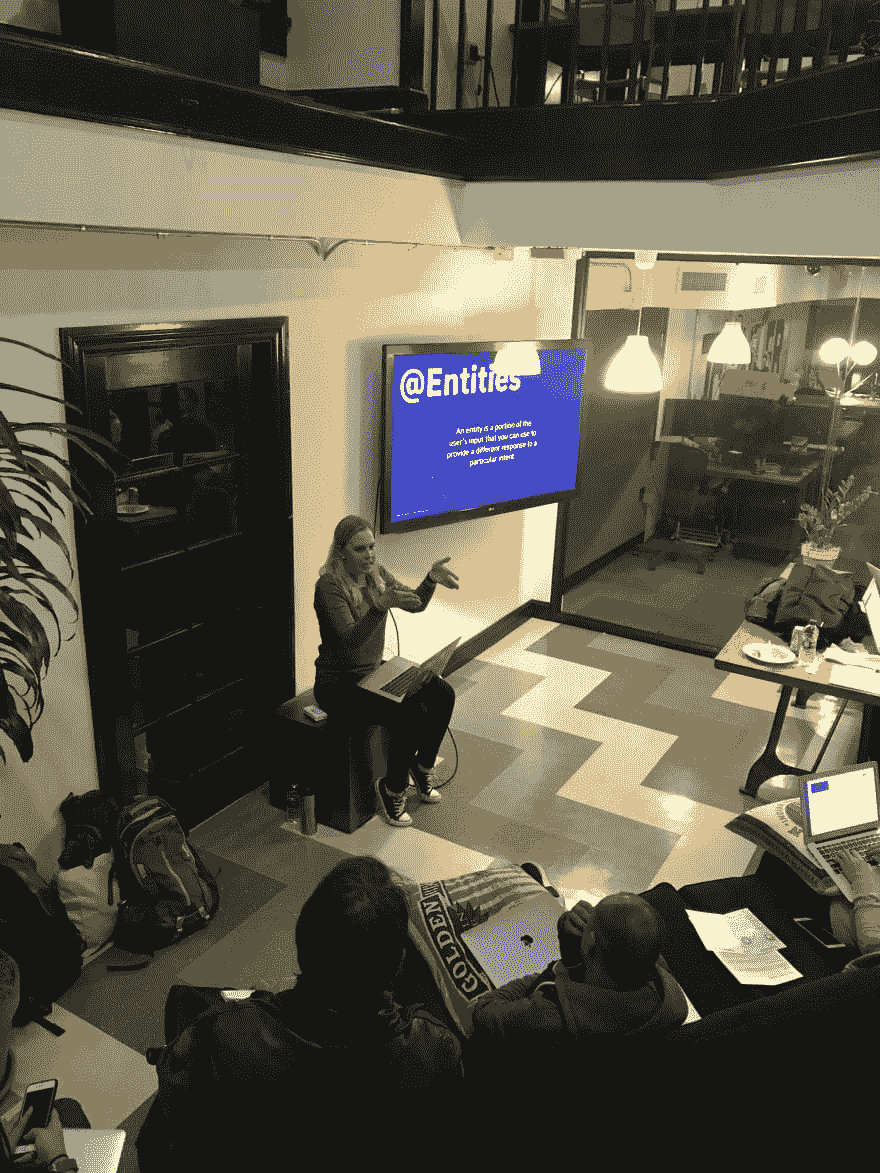 @Entities
An entity is a portion of the
user's input that you can use to
provide a different response to a
particular intent
GOLDEN